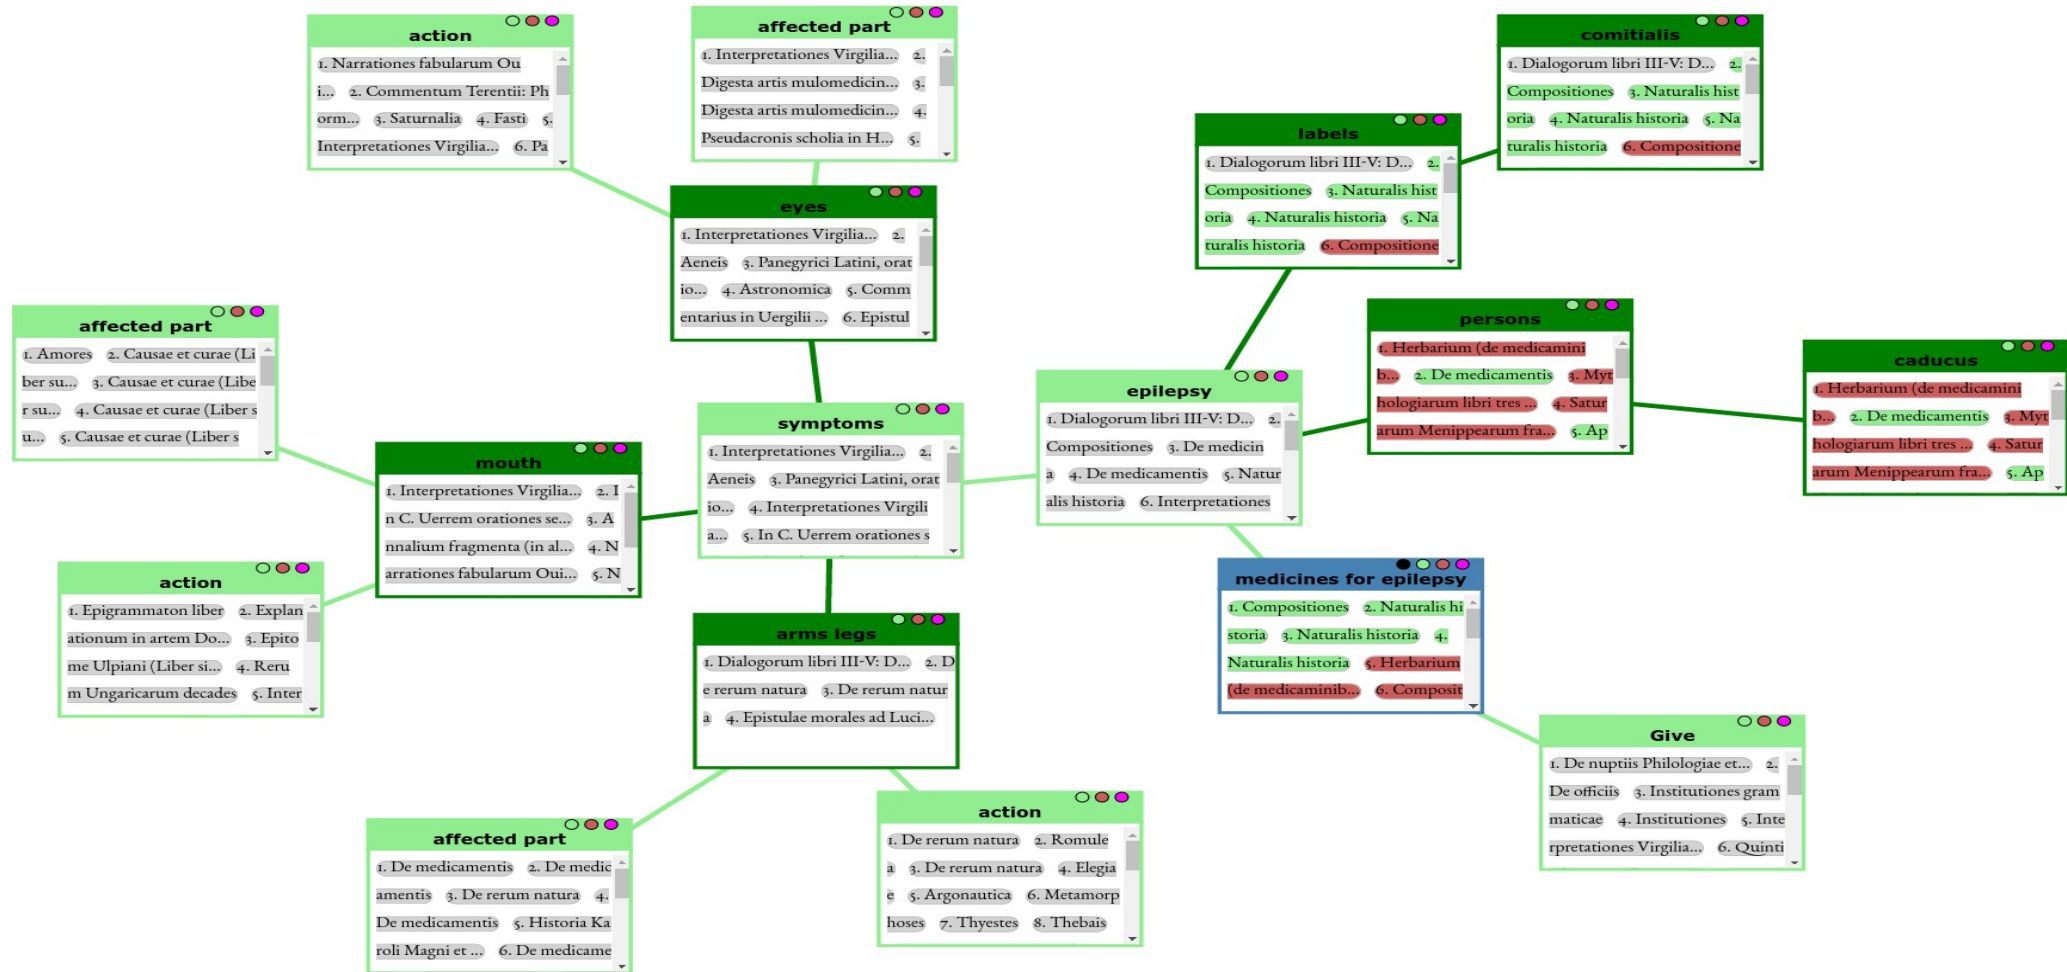 action
1. Narrationes fabularum Ou
i... 2. Commentum Terentii: Ph
orm... 3. Saturnalia 4. Fasti 5.
Interpretationes Virgilia... 6. Pa
affected part
1. Interpretationes Virgilia... 2.
Digesta artis mulomedicin... 3.
Digesta artis mulomedicin... 4.
Pseudacronis scholia in H... 5.
comitialis
1. Dialogorum libri III-V: D... 2.
Compositiones 3. Naturalis hist
oria 4. Naturalis historia 5. Na
turalis historia 6. Compositione
labels
1. Dialogorum libri III-V: D... 2.
Compositiones 3. Naturalis hist
oria 4. Naturalis historia 5. Na
turalis historia 6. Compositione
eyes
1. Interpretationes Virgilia... 2.
Aeneis 3. Panegyrici Latini, orat
io... 4. Astronomica 5. Comm
entarius in Uergilii ... 6. Epistul
affected part
1. Amores 2. Causae et curae (Li
ber su... 3. Causae et curae (Libe
r su... 4. Causae et curae (Liber s
u... 5. Causae et curae (Liber s
persons
1. Herbarium (de medicamini
b... 2. De medicamentis 3. Myt
hologiarum libri tres ... 4. Satur
arum Menippearum fra... 5. Ap
caducus
1. Herbarium (de medicamini
b... 2. De medicamentis 3. Myt
hologiarum libri tres ... 4. Satur
arum Menippearum fra... 5. Ap
epilepsy
1. Dialogorum libri III-V: D... 2.
Compositiones 3. De medicin
a 4. De medicamentis 5. Natur
alis historia 6. Interpretationes
symptoms
1. Interpretationes Virgilia... 2.
Aeneis 3. Panegyrici Latini, orat
io... 4. Interpretationes Virgili
a... 5. In C. Uerrem orationes s
mouth
1. Interpretationes Virgilia... 2. I
n C. Uerrem orationes se... 3. A
nnalium fragmenta (in al... 4. N
arrationes fabularum Oui... 5. N
action
1. Epigrammaton liber 2. Explan
ationum in artem Do... 3. Epito
me Ulpiani (Liber si... 4. Reru
m Ungaricarum decades 5. Inter
medicines for epilepsy
1. Compositiones 2. Naturalis hi
storia 3. Naturalis historia 4.
Naturalis historia 5. Herbarium
(de medicaminib... 6. Composit
arms legs
1. Dialogorum libri III-V: D... 2. D
e rerum natura 3. De rerum natur
a 4. Epistulae morales ad Luci...
Give
1. De nuptiis Philologiae et... 2.
De officiis 3. Institutiones gram
maticae 4. Institutiones 5. Inte
rpretationes Virgilia... 6. Quinti
affected part
1. De medicamentis 2. De medic
amentis 3. De rerum natura 4.
De medicamentis 5. Historia Ka
roli Magni et ... 6. De medicame
action
1. De rerum natura 2. Romule
a 3. De rerum natura 4. Elegia
e 5. Argonautica 6. Metamorp
hoses 7. Thyestes 8. Thebais